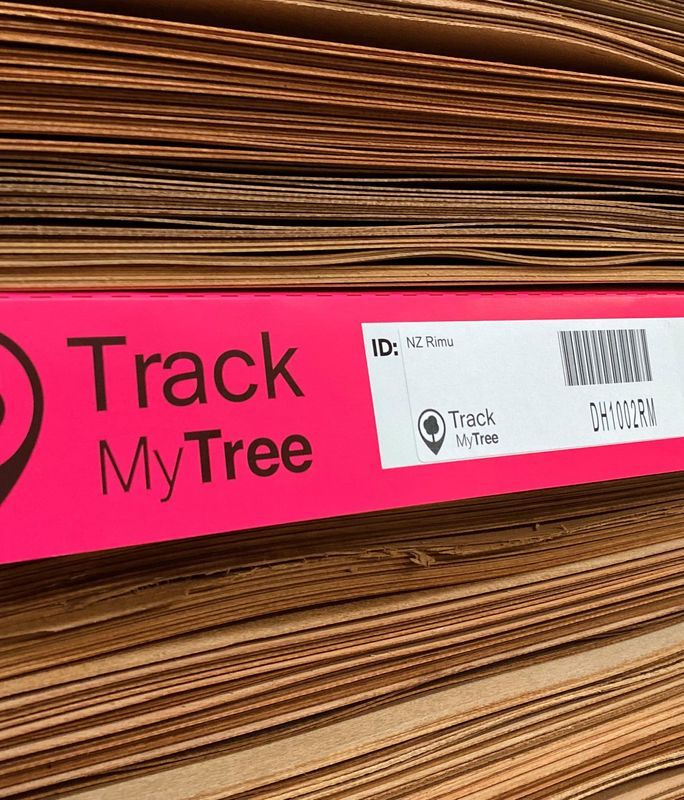 Track
MyTree
ID: NZ Rimu
Track
MyTree
DH1002RM